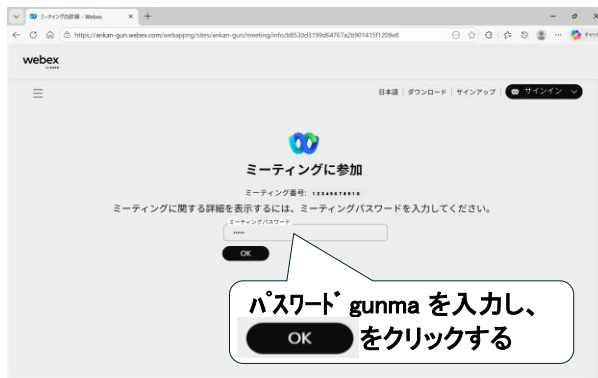 ミーティングの詳細 - Webex
https://ankan-gun.webex.com/webappng/sites/ankan-gun/meeting/info/b8530d3199d64767a2b901415f1209e8
webex
日本語 | ダウンロード | サインアップ | サインイン
ミーティングに参加
ミーティング番号: 12345678910
ミーティングに関する詳細を表示するには、ミーティングパスワードを入力してください。
ミーティングパスワード
•••••
OK
パスワード gunma を入力し、
OK をクリックする